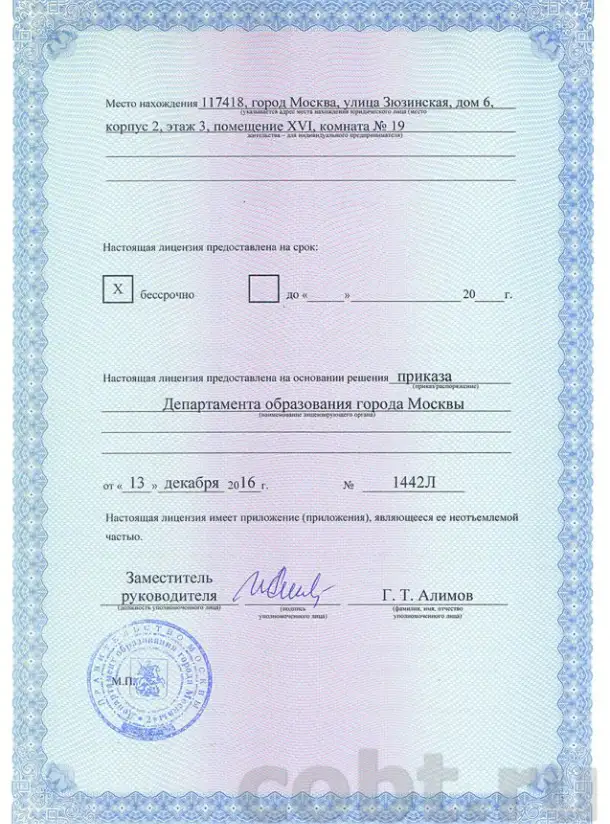 Место нахождения 117418, город Москва, улица Зюзинская, дом 6,
(указывается адрес места нахождения юридического лица (место
корпус 2, этаж 3, помещение XVI, комната № 19
жительства – для индивидуального предпринимателя)
Настоящая лицензия предоставлена на срок:
X бессрочно до « » 20 г.
Настоящая лицензия предоставлена на основании решения приказа
(приказ/распоряжение)
Департамента образования города Москвы
(наименование лицензирующего органа)
от « 13 » декабря 2016 г. № 1442Л
Настоящая лицензия имеет приложение (приложения), являющееся ее неотъемлемой
частью.
Заместитель
руководителя Г. Т. Алимов
(должность уполномоченного лица) (подпись (фамилия, имя, отчество
уполномоченного лица) уполномоченного лица)
М.П.
Правительство Москвы
Департамент образования города Москвы
cobt.ru